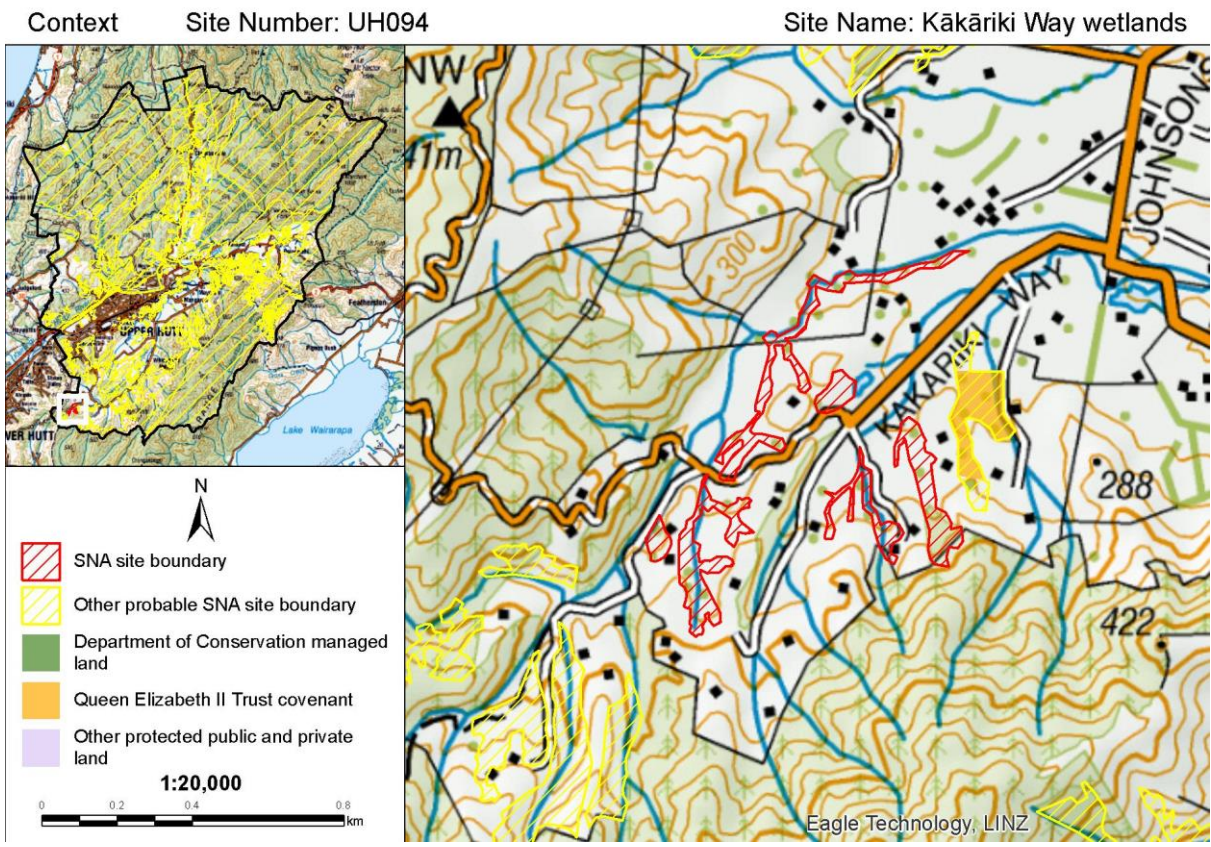 Context
Site Number: UH094
Site Name: Kākāriki Way wetlands
UPPER HUTT
Featherston
Lake Wairarapa
N
SNA site boundary
Other probable SNA site boundary
Department of Conservation managed
land
Queen Elizabeth II Trust covenant
Other protected public and private
land
1:20,000
0 0.2 0.4 0.8
km
NW
41m
300
JOHNSONS
KAKARIKI WAY
288
422
Eagle Technology, LINZ